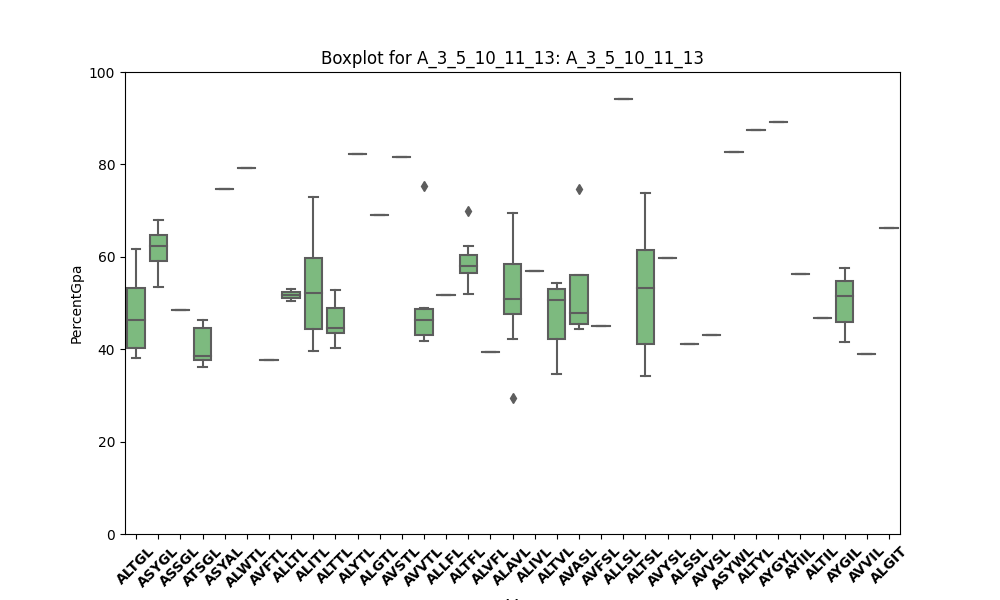 Boxplot for A_3_5_10_11_13: A_3_5_10_11_13
100
80
60
40
20
0
PercentGpa
ALTGL
ASYGL
ASSGL
ATSGL
ASYAL
ALWTL
AVFTL
ALLTL
ALITL
ALTTL
ALYTL
ALGTL
AVSTL
AVVTL
ALLFL
ALTFL
ALVFL
ALAVL
ALIVL
ALTVL
AVASL
AVFSL
ALLSL
ALTSL
AVYSL
ALSSL
AVVSL
ASYWL
ALTYL
AYGYL
AYIIL
ALTIL
AYGIL
AVVIL
ALGIT